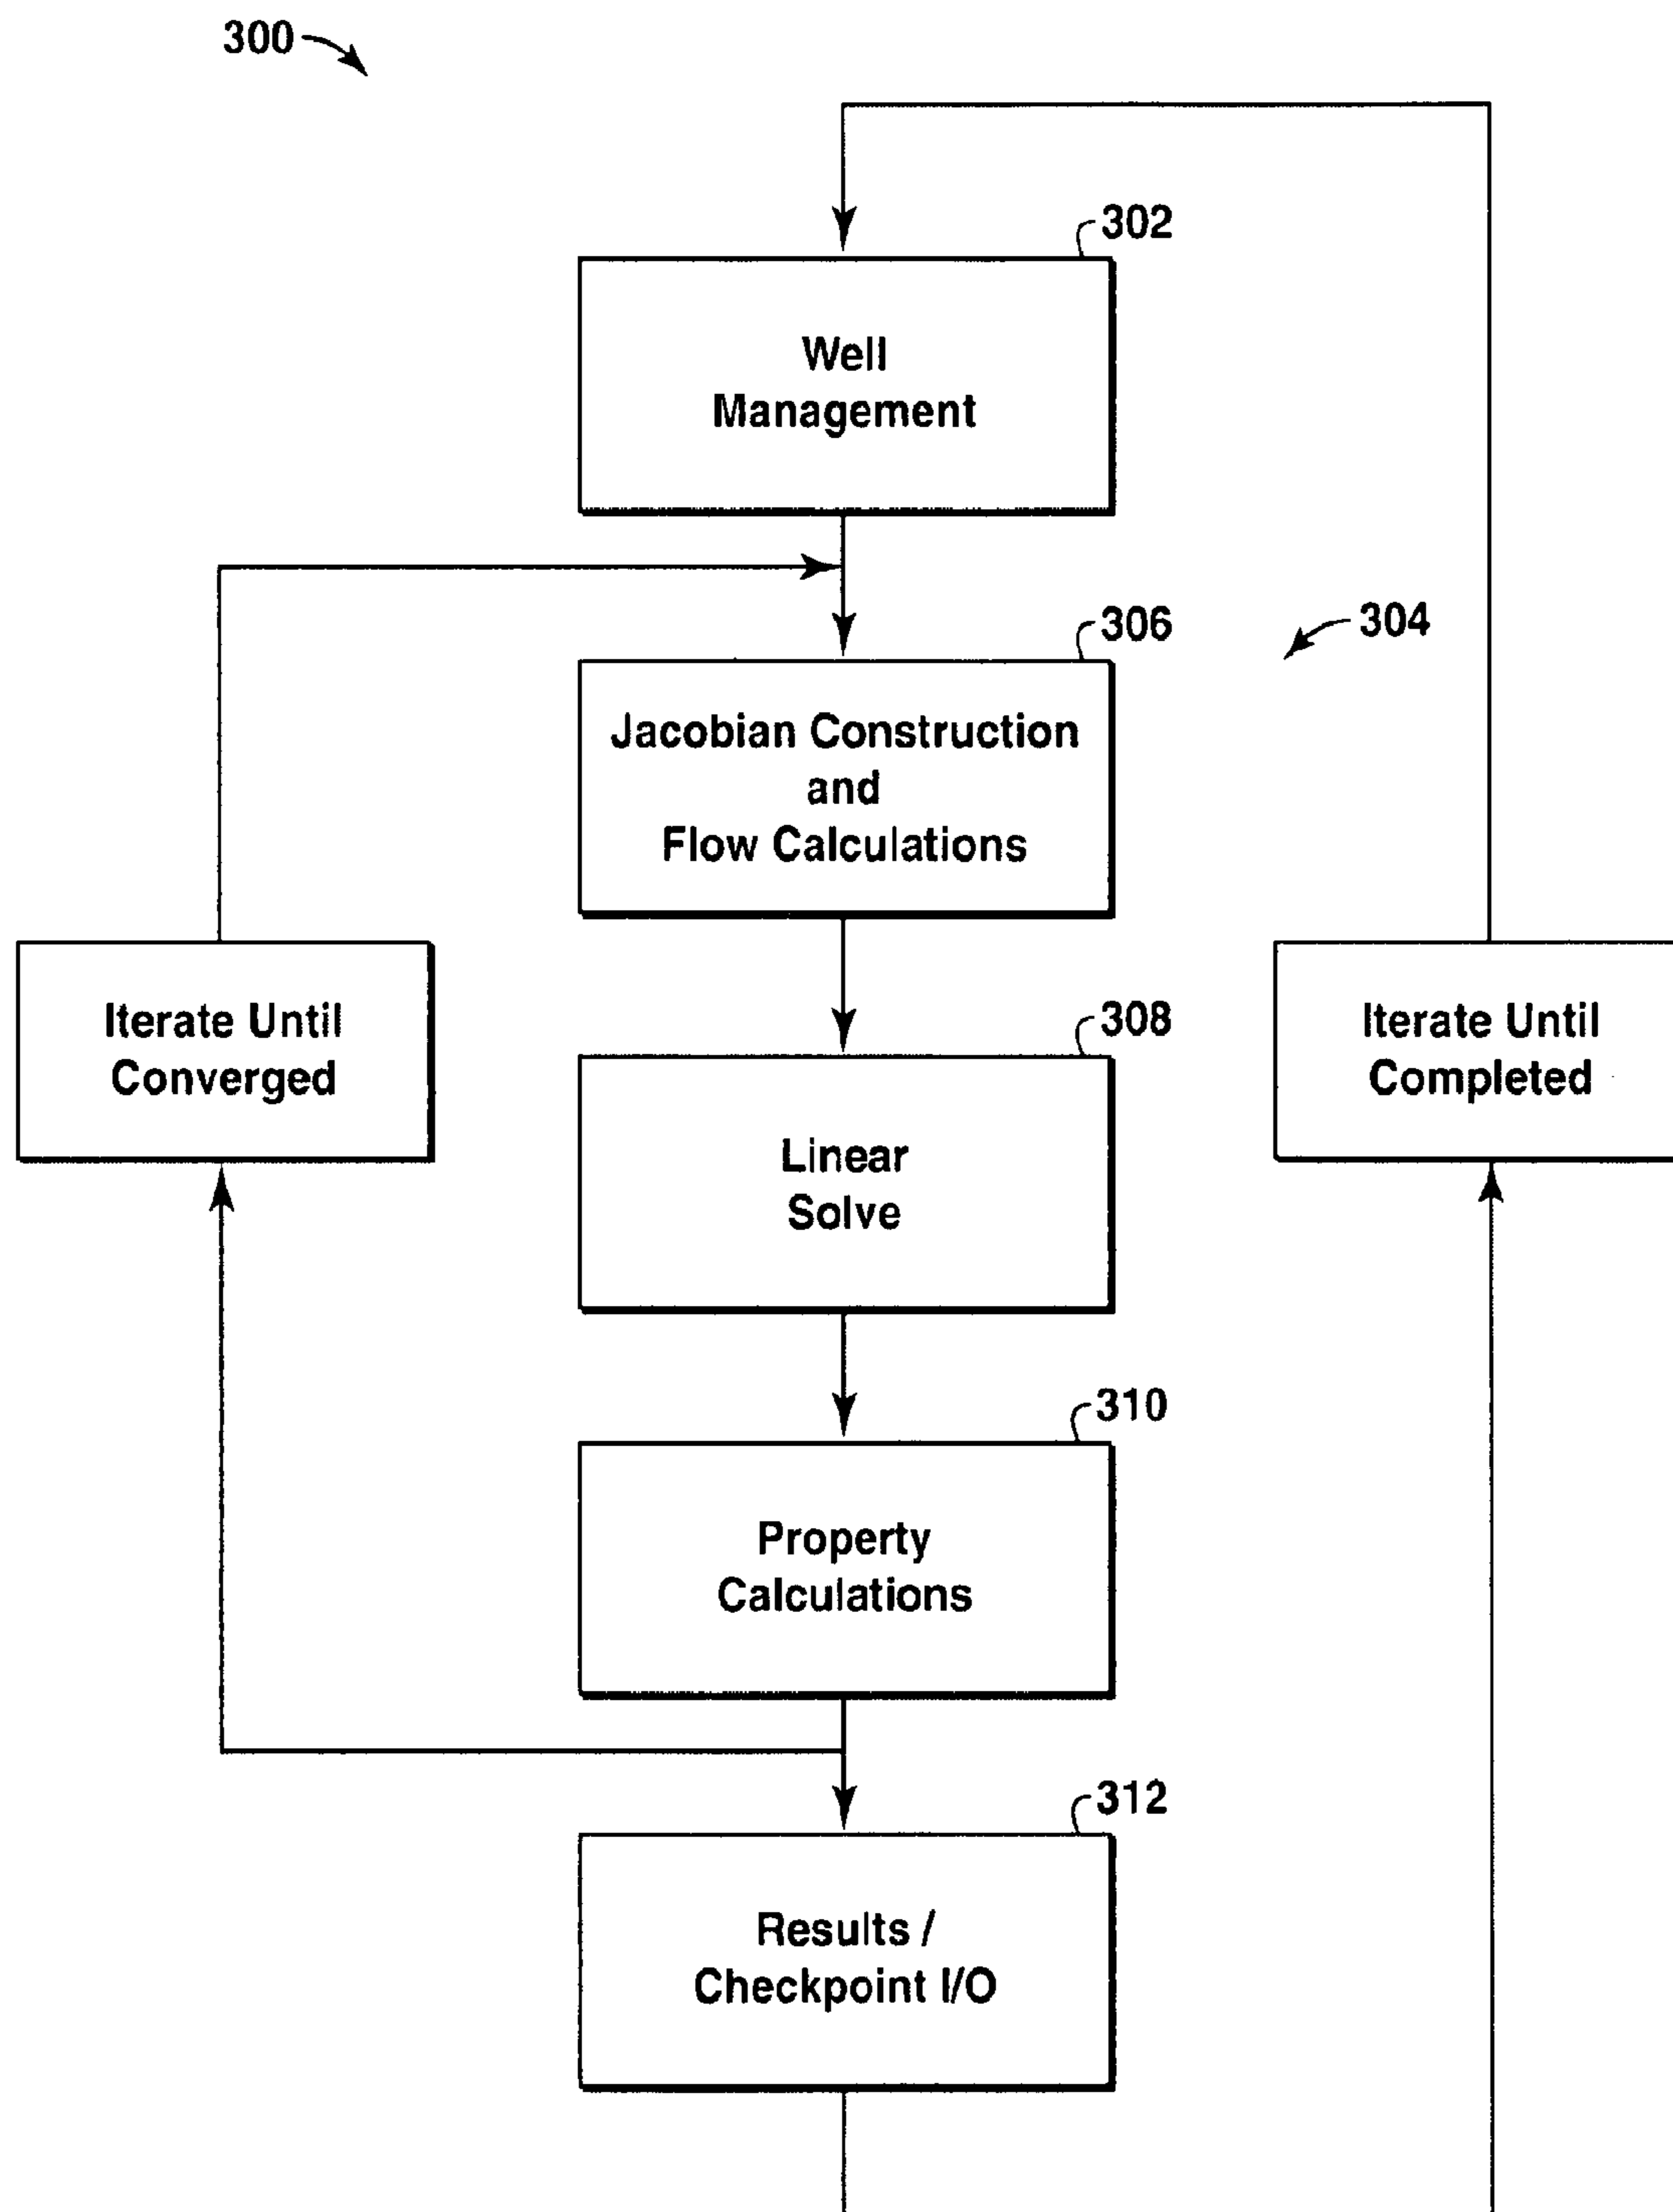 300
302
Well
Management
304
306
Jacobian Construction
and
Flow Calculations
Iterate Until
Converged
Iterate Until
Completed
308
Linear
Solve
310
Property
Calculations
312
Results /
Checkpoint I/O